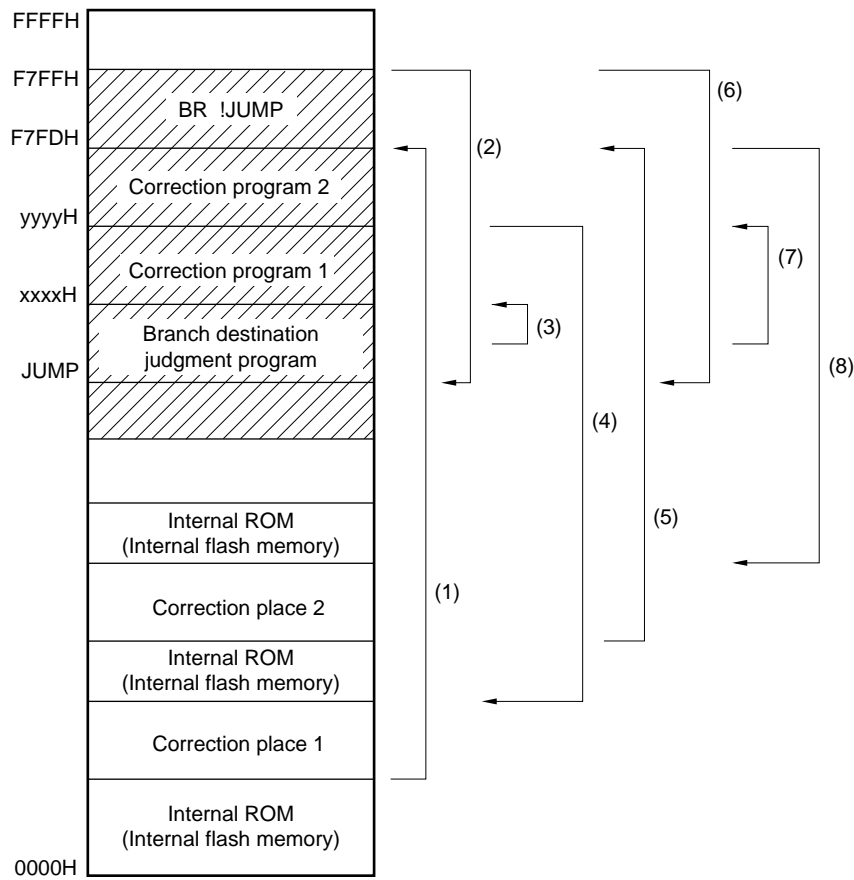 FFFFH
F7FFH
BR !JUMP
(6)
F7FDH
(2)
Correction program 2
yyyyH
(7)
Correction program 1
xxxxH
(3)
Branch destination
judgment program
JUMP
(8)
(4)
(5)
Internal ROM
(Internal flash memory)
(1)
Correction place 2
Internal ROM
(Internal flash memory)
Correction place 1
Internal ROM
(Internal flash memory)
0000H